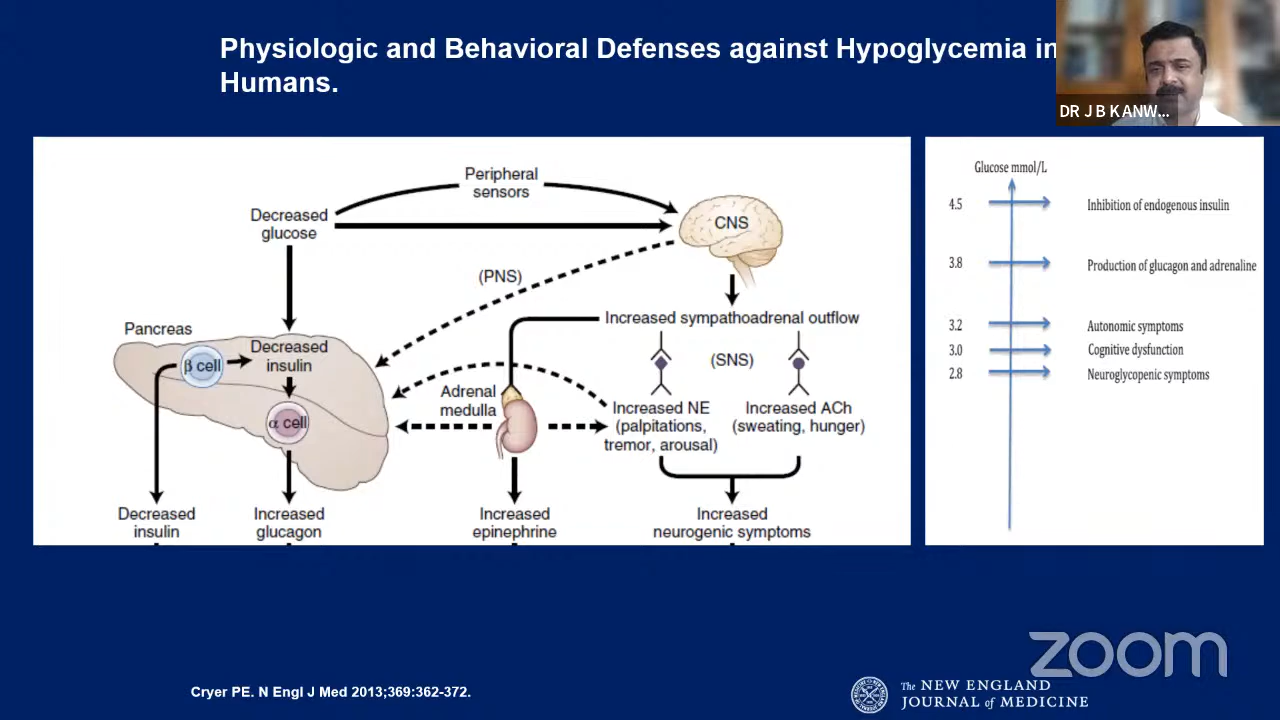 Physiologic and Behavioral Defenses against Hypoglycemia in
Humans.
DR J B KANW...
Peripheral
sensors
Decreased
glucose
CNS
(PNS)
Pancreas
β cell
Decreased
insulin
α cell
Increased sympathoadrenal outflow
(SNS)
Adrenal
medulla
Increased NE
(palpitations,
tremor, arousal)
Increased ACh
(sweating, hunger)
Decreased
insulin
Increased
glucagon
Increased
epinephrine
Increased
neurogenic symptoms
Glucose mmol/L
4.5 Inhibition of endogenous insulin
3.8 Production of glucagon and adrenaline
3.2 Autonomic symptoms
3.0 Cognitive dysfunction
2.8 Neuroglycopenic symptoms
zoom
Cryer PE. N Engl J Med 2013;369:362-372.
The NEW ENGLAND
JOURNAL of MEDICINE